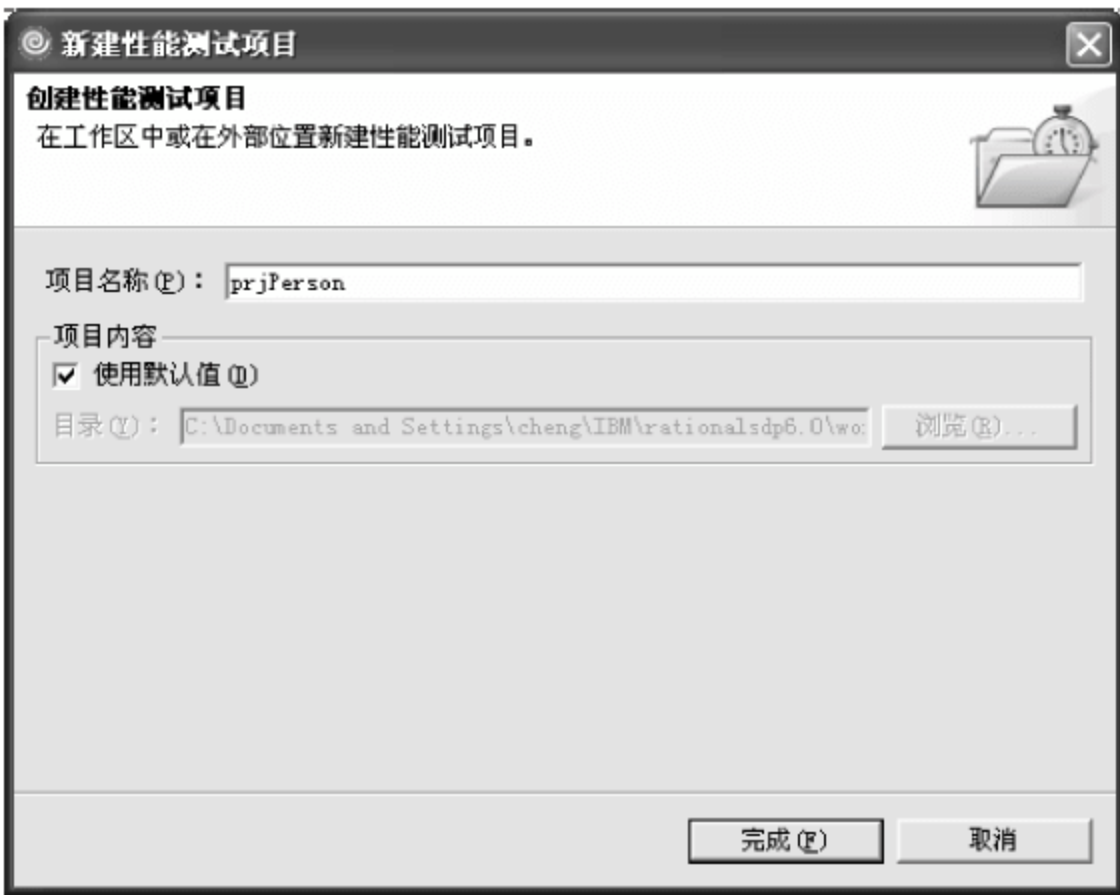 新建性能测试项目
创建性能测试项目
在工作区中或在外部位置新建性能测试项目。
项目名称(P)： prjPerson
项目内容
使用默认值(D)
目录(Y)： C:\Documents and Settings\cheng\IBM\rationalsdp6.0\wo 浏览(R)...
完成(F) 取消